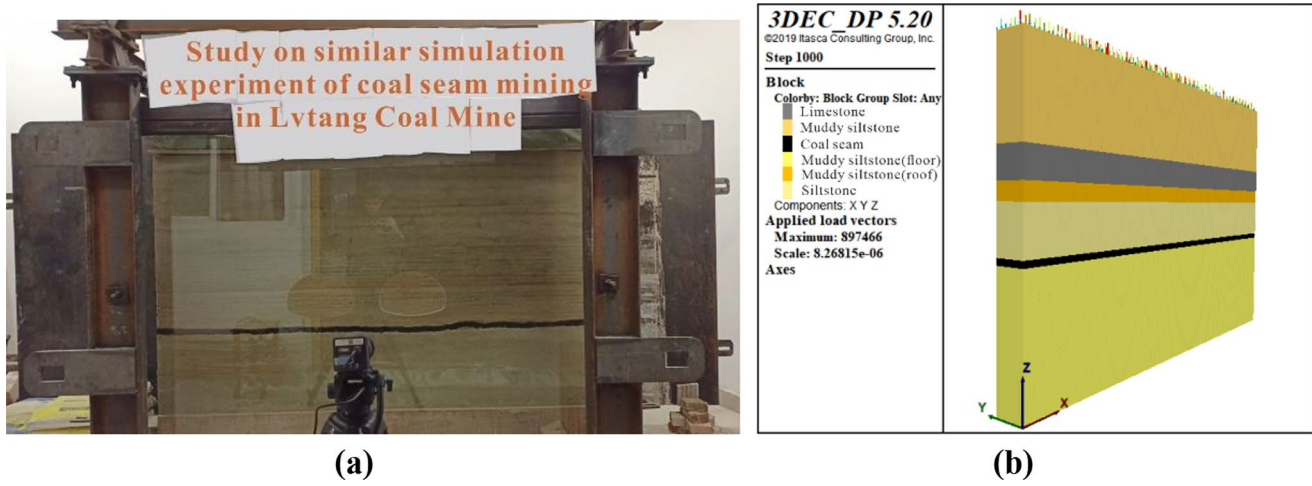 Study on similar simulation
experiment of coal seam mining
in Lvtang Coal Mine
3DEC_DP 5.20
©2019 Itasca Consulting Group, Inc.
Step 1000
Block
Colorby: Block Group Slot: Any
Limestone
Muddy siltstone
Coal seam
Muddy siltstone(floor)
Muddy siltstone(roof)
Siltstone
Components: X Y Z
Applied load vectors
Maximum: 897466
Scale: 8.26815e-06
Axes
Z
Y
X
(a)
(b)